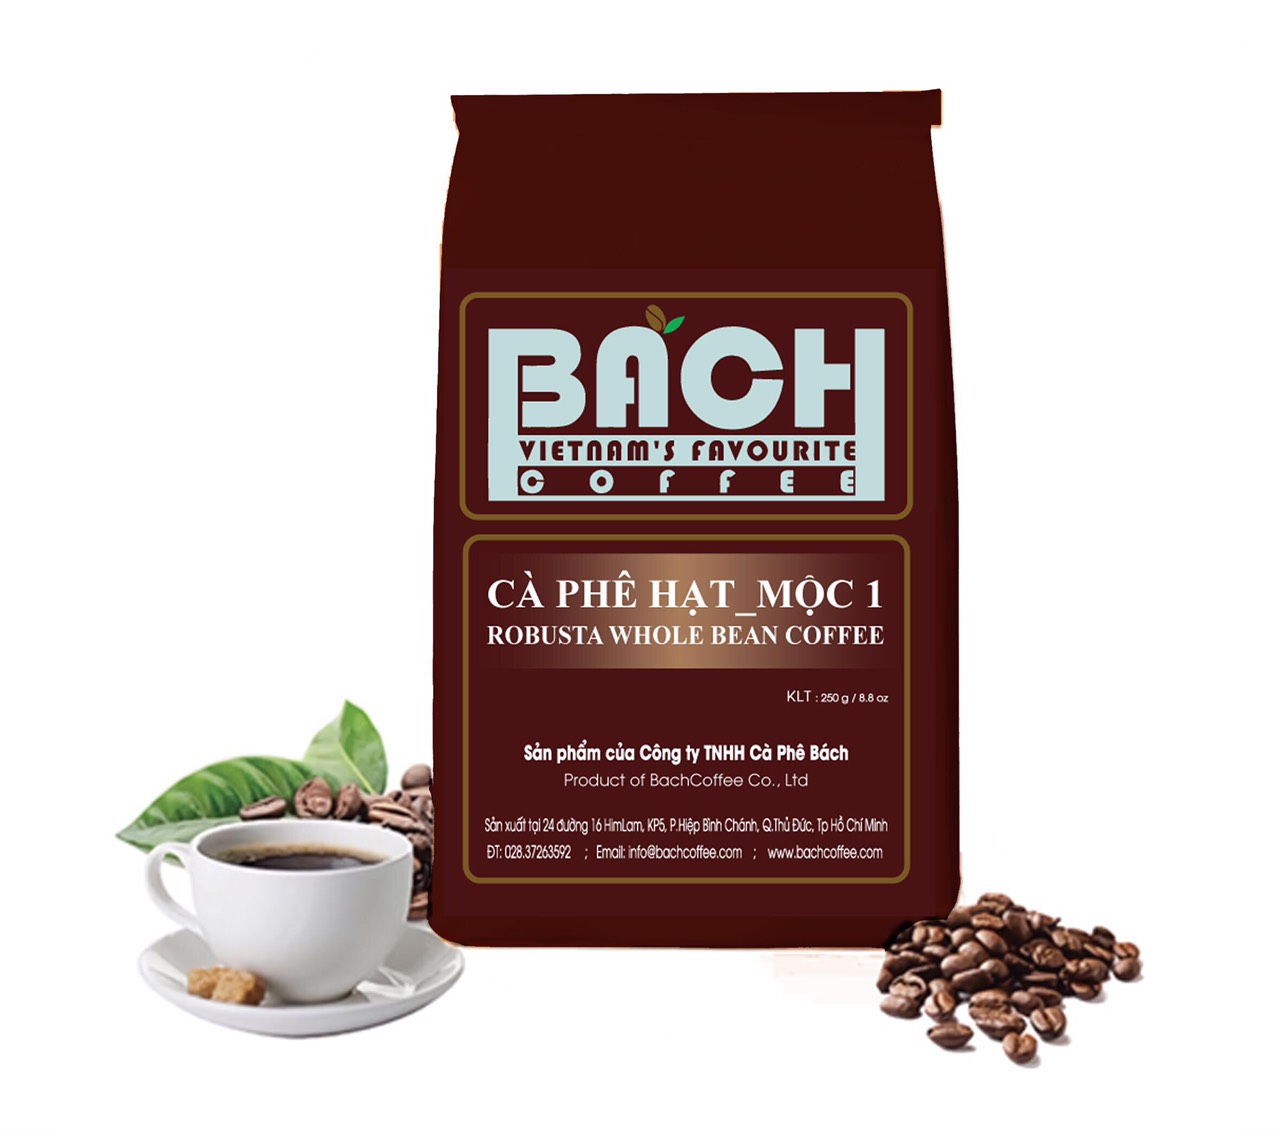 BÁCH
VIETNAM'S FAVOURITE
COFFEE
CÀ PHÊ HẠT_MỘC 1
ROBUSTA WHOLE BEAN COFFEE
KLT : 250 g / 8.8 oz
Sản phẩm của Công ty TNHH Cà Phê Bách
Product of BachCoffee Co., Ltd
Sản xuất tại 24 đường 16 HimLam, KP5, P.Hiệp Bình Chánh, Q.Thủ Đức, Tp Hồ Chí Minh
ĐT: 028.37263592 ; Email: info@bachcoffee.com ; www.bachcoffee.com